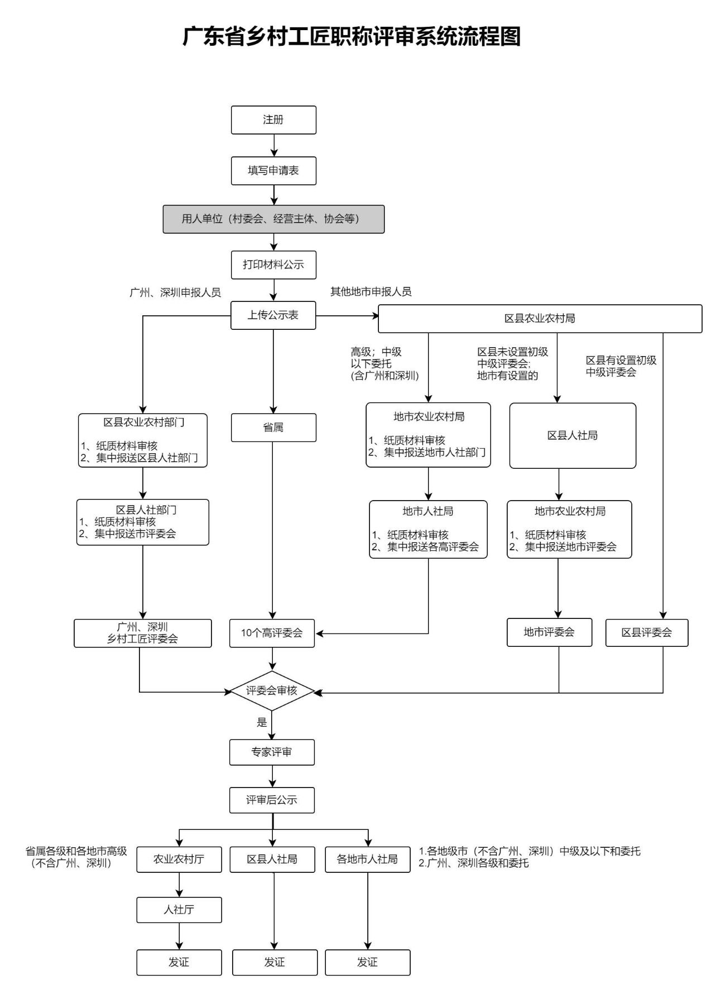 广东省乡村工匠职称评审系统流程图
注册
填写申请表
用人单位（村委会、经营主体、协会等）
打印材料公示
广州、深圳申报人员
其他地市申报人员
上传公示表
区县农业农村局
高级；中级
以下委托
(含广州和深圳)
区县未设置初级
中级评委会;
地市有设置的
区县有设置初级
中级评委会
区县农业农村部门
1、纸质材料审核
2、集中报送区县人社部门
省属
地市农业农村局
1、纸质材料审核
2、集中报送地市人社部门
区县人社局
区县人社部门
1、纸质材料审核
2、集中报送市评委会
地市人社局
1、纸质材料审核
2、集中报送各高评委会
地市农业农村局
1、纸质材料审核
2、集中报送地市评委会
广州、深圳
乡村工匠评委会
10个高评委会
地市评委会
区县评委会
评委会审核
是
专家评审
评审后公示
省属各级和各地市高级
（不含广州、深圳）
农业农村厅
区县人社局
各地市人社局
1.各地级市（不含广州、深圳）中级及以下和委托
2.广州、深圳各级和委托
人社厅
发证
发证
发证